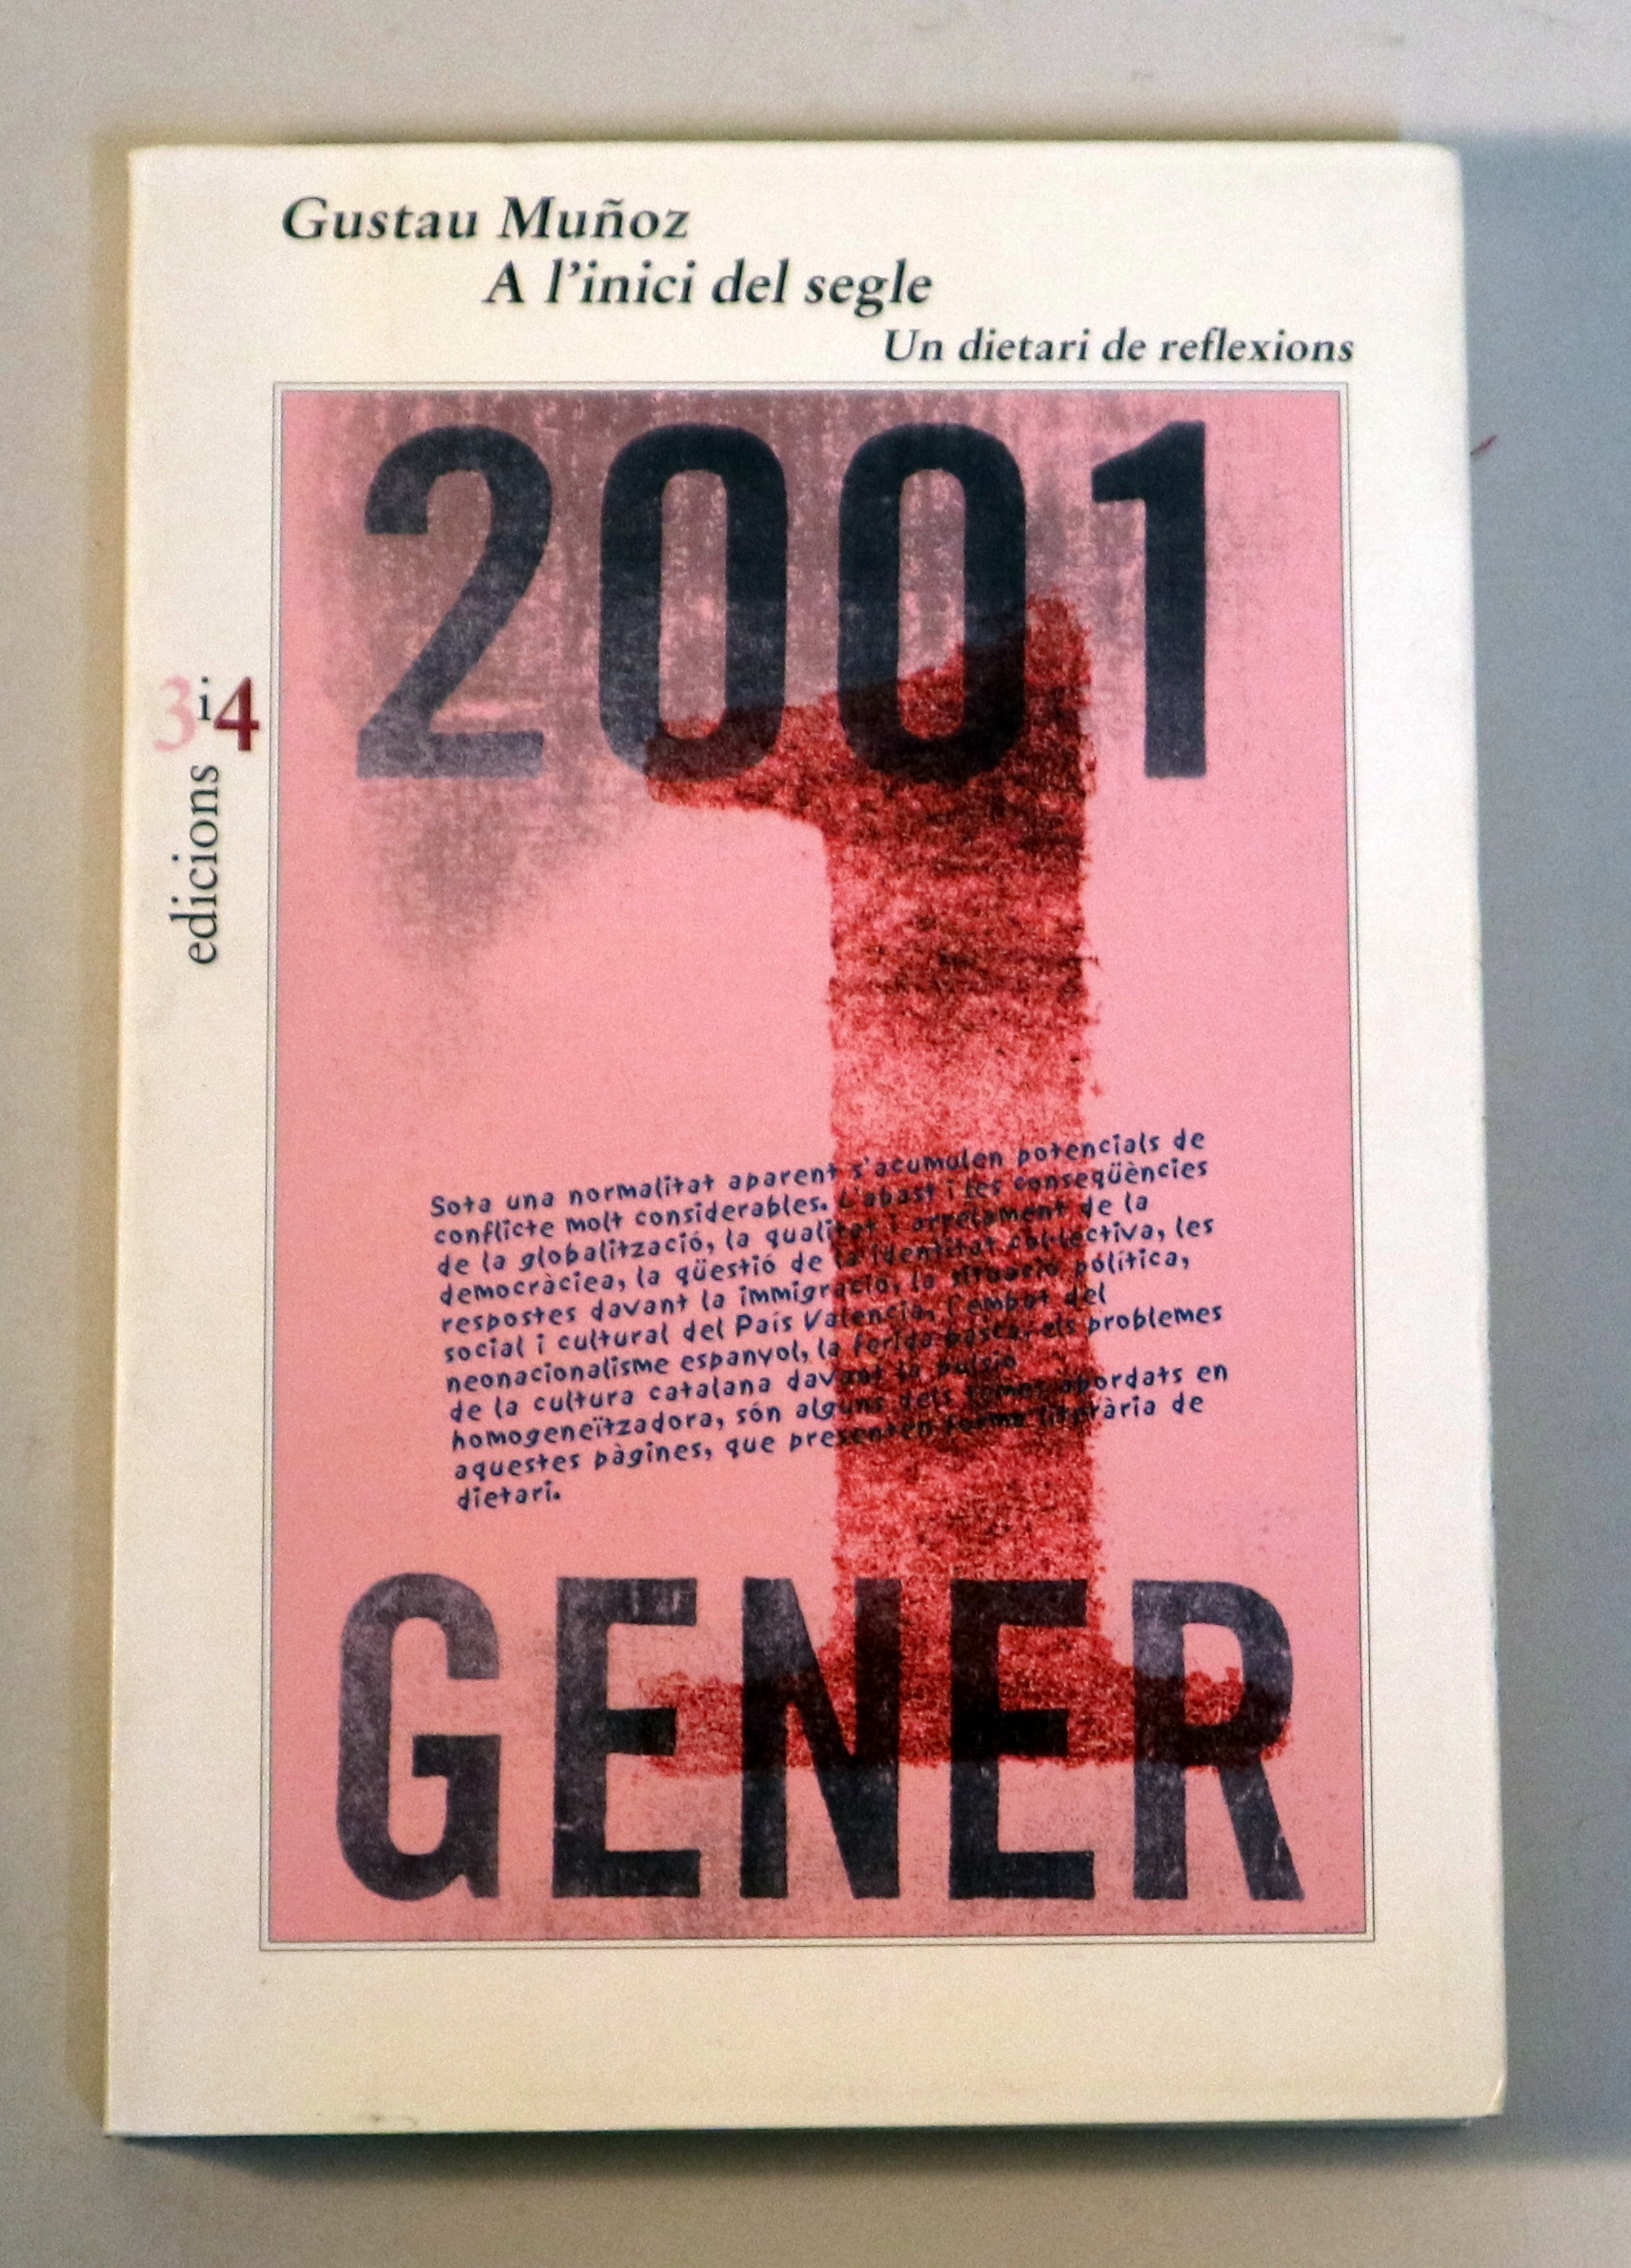 Gustau Muñoz
A l'inici del segle
Un dietari de reflexions
edicions 3i4
2001
1
Sota una normalitat aparent s'acumulen potencials de
conflicte molt considerables. L'abast i les conseqüències
de la globalització, la qualitat i arrelament de la
democràciea, la qüestió de la identitat col·lectiva, les
respostes davant la immigració, la situació política,
social i cultural del País Valencià, l'embat del
neonacionalisme espanyol, la ferida basca, els problemes
de la cultura catalana davant la pulsió
homogeneïtzadora, són alguns dels temes abordats en
aquestes pàgines, que presenten forma literària de
dietari.
GENER